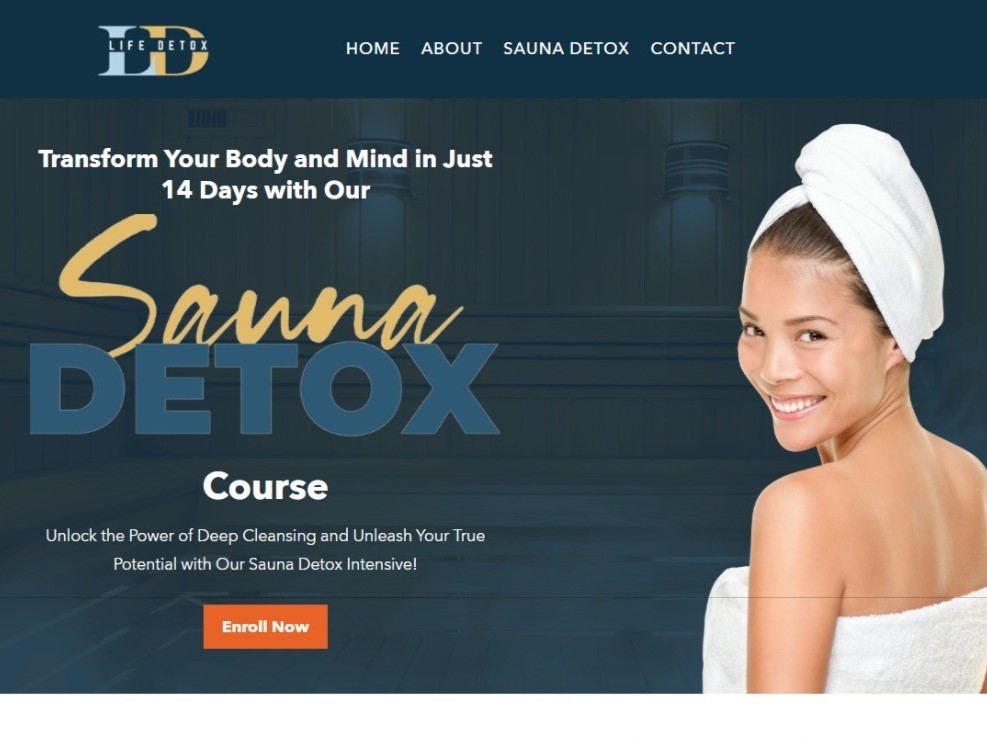 LIFE DETOX
HOME ABOUT SAUNA DETOX CONTACT
Transform Your Body and Mind in Just
14 Days with Our
Sauna
DETOX
Course
Unlock the Power of Deep Cleansing and Unleash Your True
Potential with Our Sauna Detox Intensive!
Enroll Now